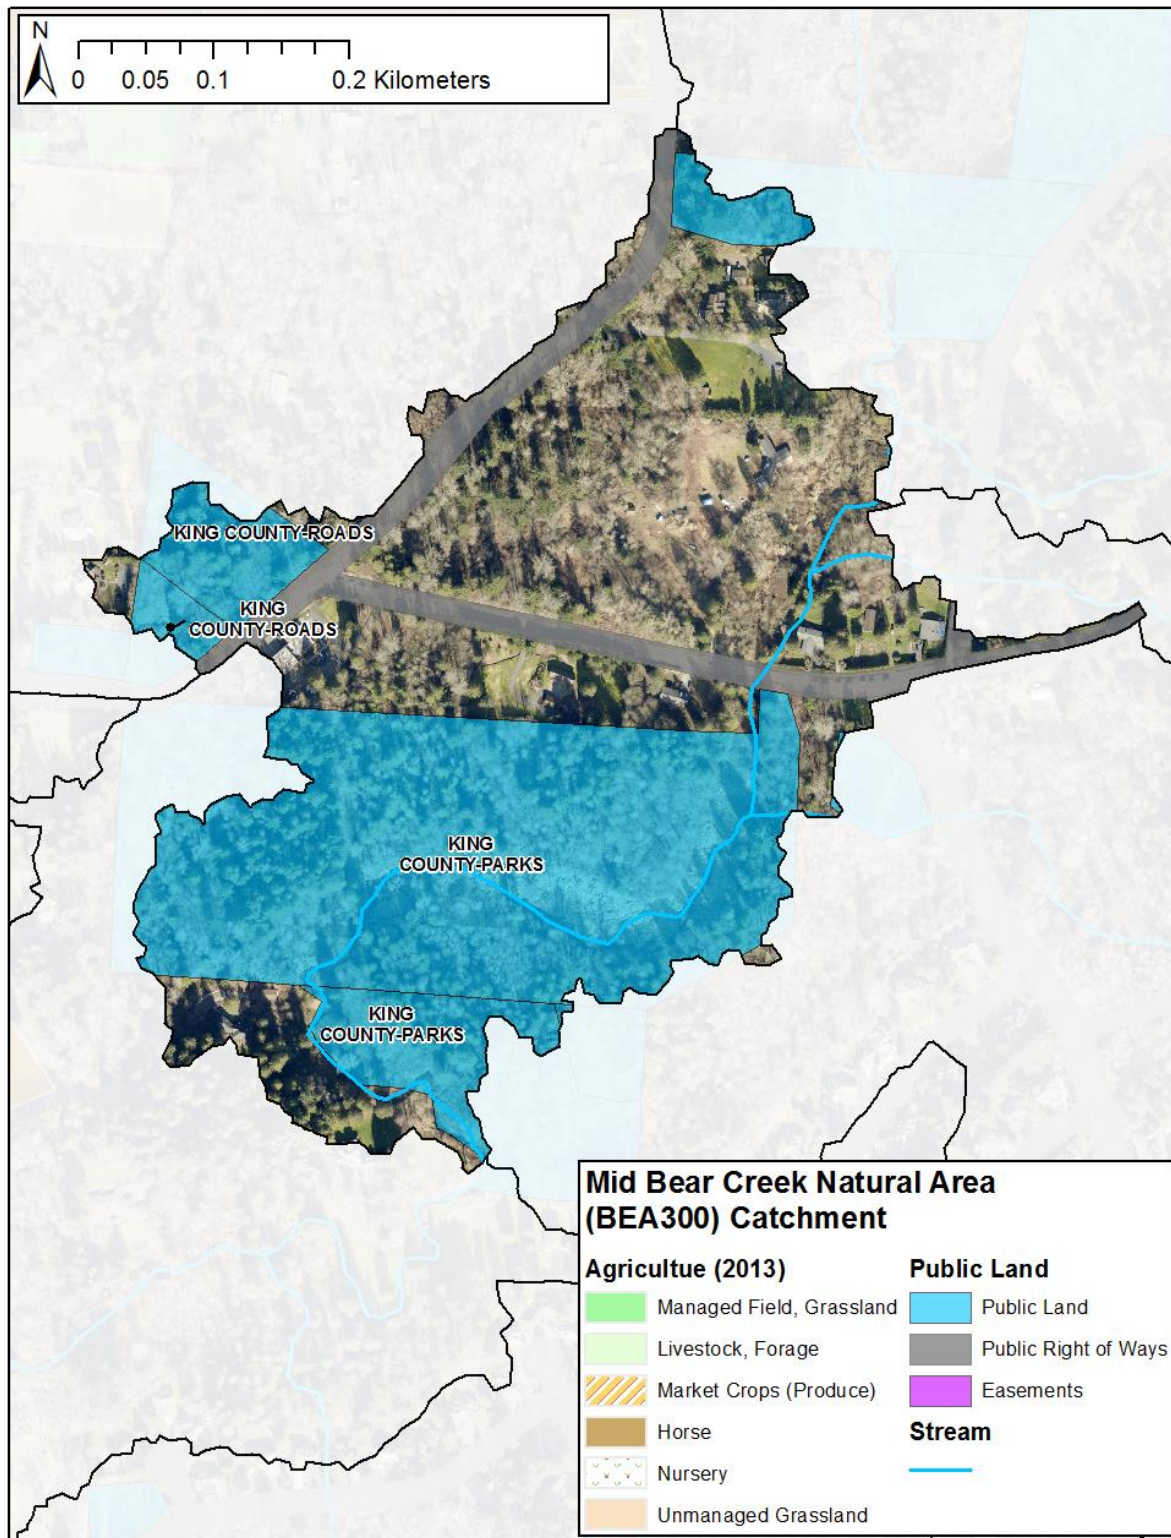 N
0 0.05 0.1 0.2 Kilometers
KING COUNTY-ROADS
KING
COUNTY-ROADS
KING
COUNTY-PARKS
KING
COUNTY-PARKS
Mid Bear Creek Natural Area
(BEA300) Catchment
Agricultue (2013)
Managed Field, Grassland
Livestock, Forage
Market Crops (Produce)
Horse
Nursery
Unmanaged Grassland
Public Land
Public Land
Public Right of Ways
Easements
Stream